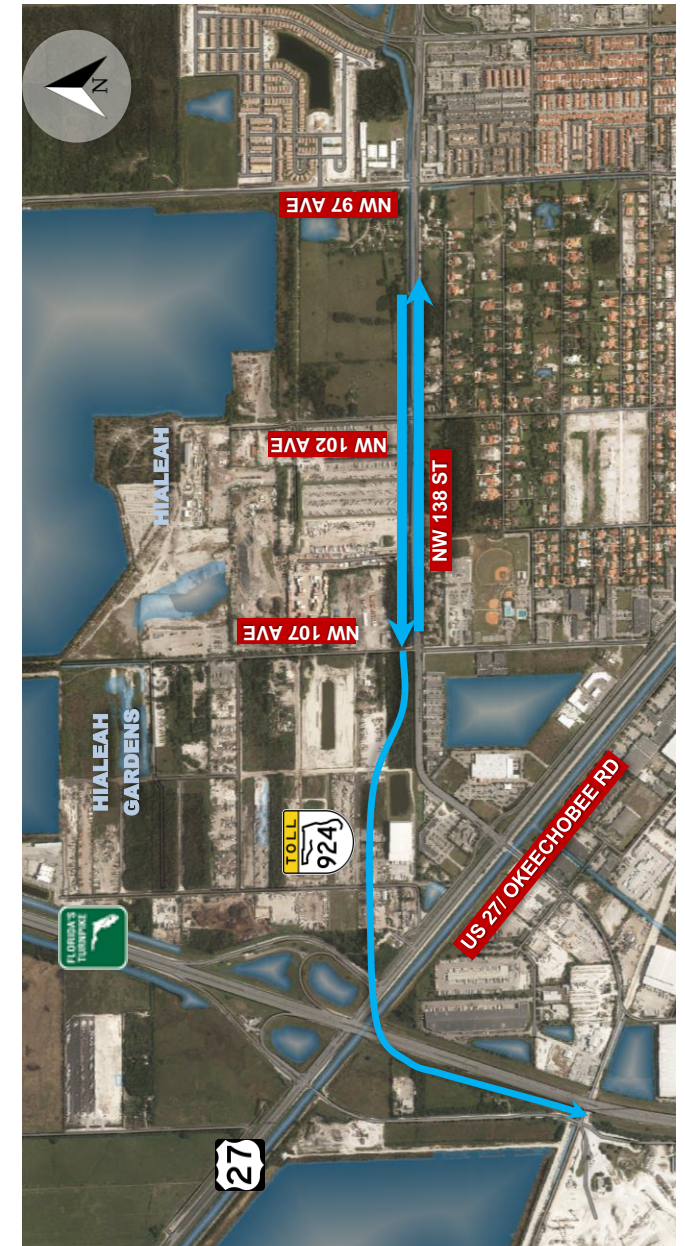 N
NW 97 AVE
HIALEAH
NW 102 AVE
NW 138 ST
NW 107 AVE
HIALEAH
GARDENS
TOLL
924
US 27/ OKEECHOBEE RD
FLORIDA'S
TURNPIKE
27